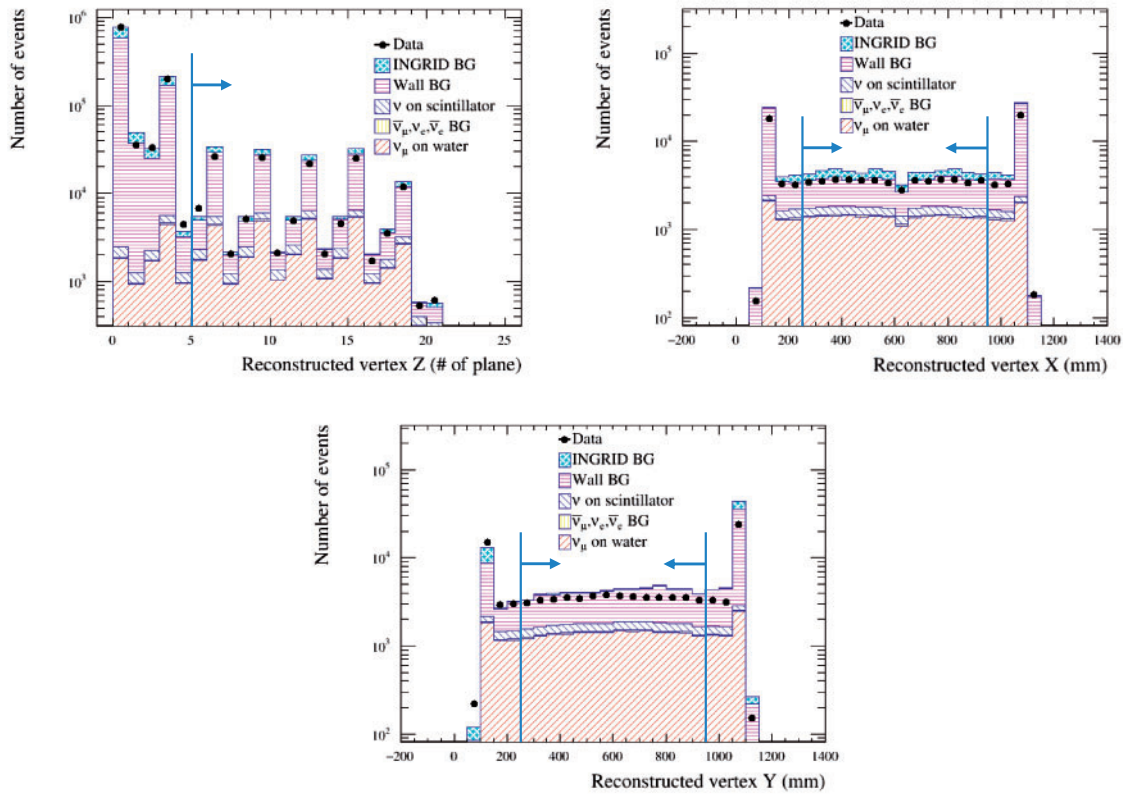 Number of events
10⁶
10⁵
10⁴
10³
0 5 10 15 20 25
Reconstructed vertex Z (# of plane)
Data
INGRID BG
Wall BG
ν on scintillator
ν̅μ,νe,ν̅e BG
νμ on water
Number of events
10⁵
10⁴
10³
10²
−200 0 200 400 600 800 1000 1200 1400
Reconstructed vertex X (mm)
Data
INGRID BG
Wall BG
ν on scintillator
ν̅μ,νe,ν̅e BG
νμ on water
Number of events
10⁵
10⁴
10³
10²
−200 0 200 400 600 800 1000 1200 1400
Reconstructed vertex Y (mm)
Data
INGRID BG
Wall BG
ν on scintillator
ν̅μ,νe,ν̅e BG
νμ on water